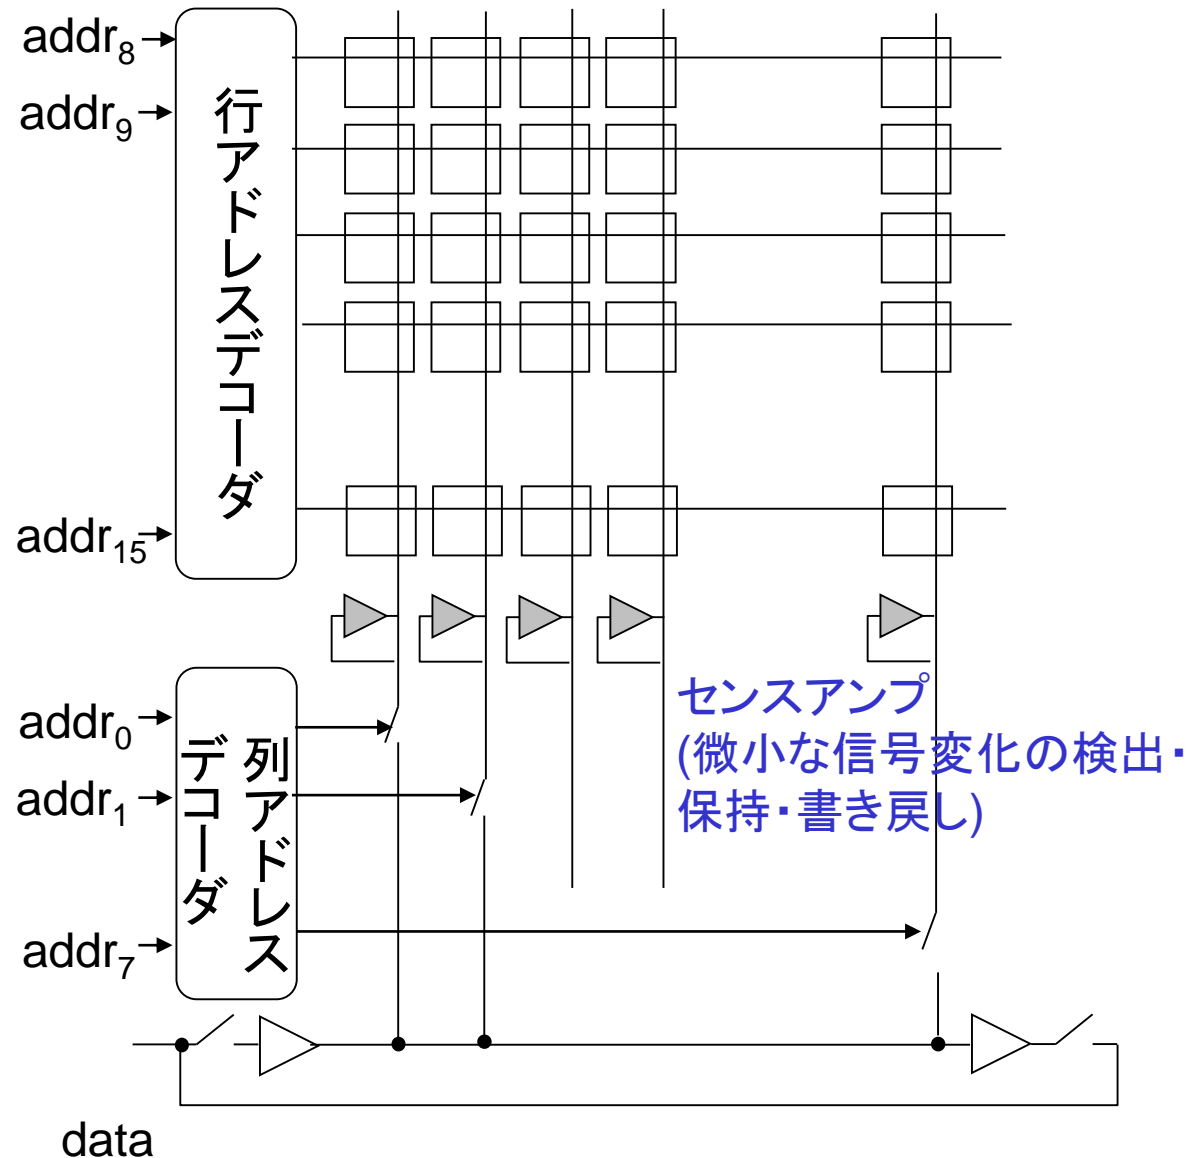 addr8
addr9
addr15
行アドレスデコーダ
addr0
addr1
addr7
列アドレス
デコーダ
センスアンプ
(微小な信号変化の検出・
保持・書き戻し)
data